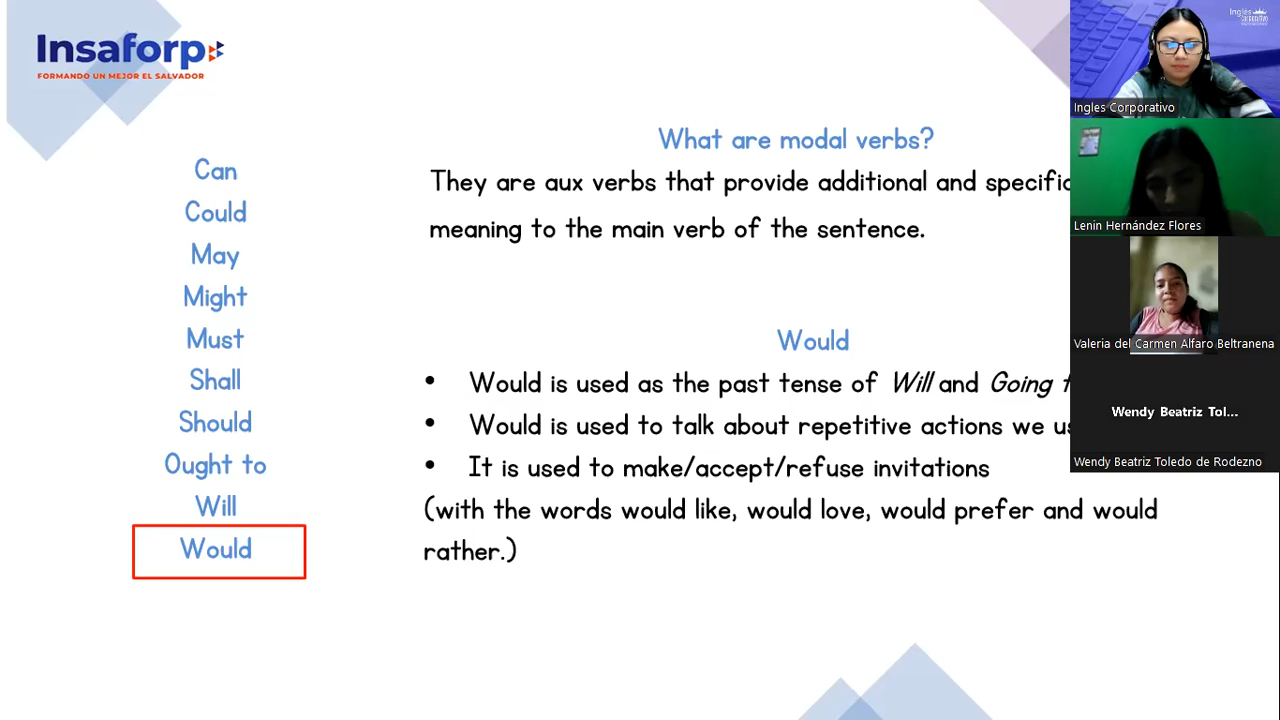 Insaforp
FORMANDO UN MEJOR EL SALVADOR
Can
Could
May
Might
Must
Shall
Should
Ought to
Will
Would
What are modal verbs?
They are aux verbs that provide additional and specific
meaning to the main verb of the sentence.
Would
• Would is used as the past tense of Will and Going
• Would is used to talk about repetitive actions we
• It is used to make/accept/refuse invitations
(with the words would like, would love, would prefer and would
rather.)
Ingles Corporativo
Lenin Hernández Flores
Valeria del Carmen Alfaro Beltranena
Wendy Beatriz Tol...
Wendy Beatriz Toledo de Rodezno